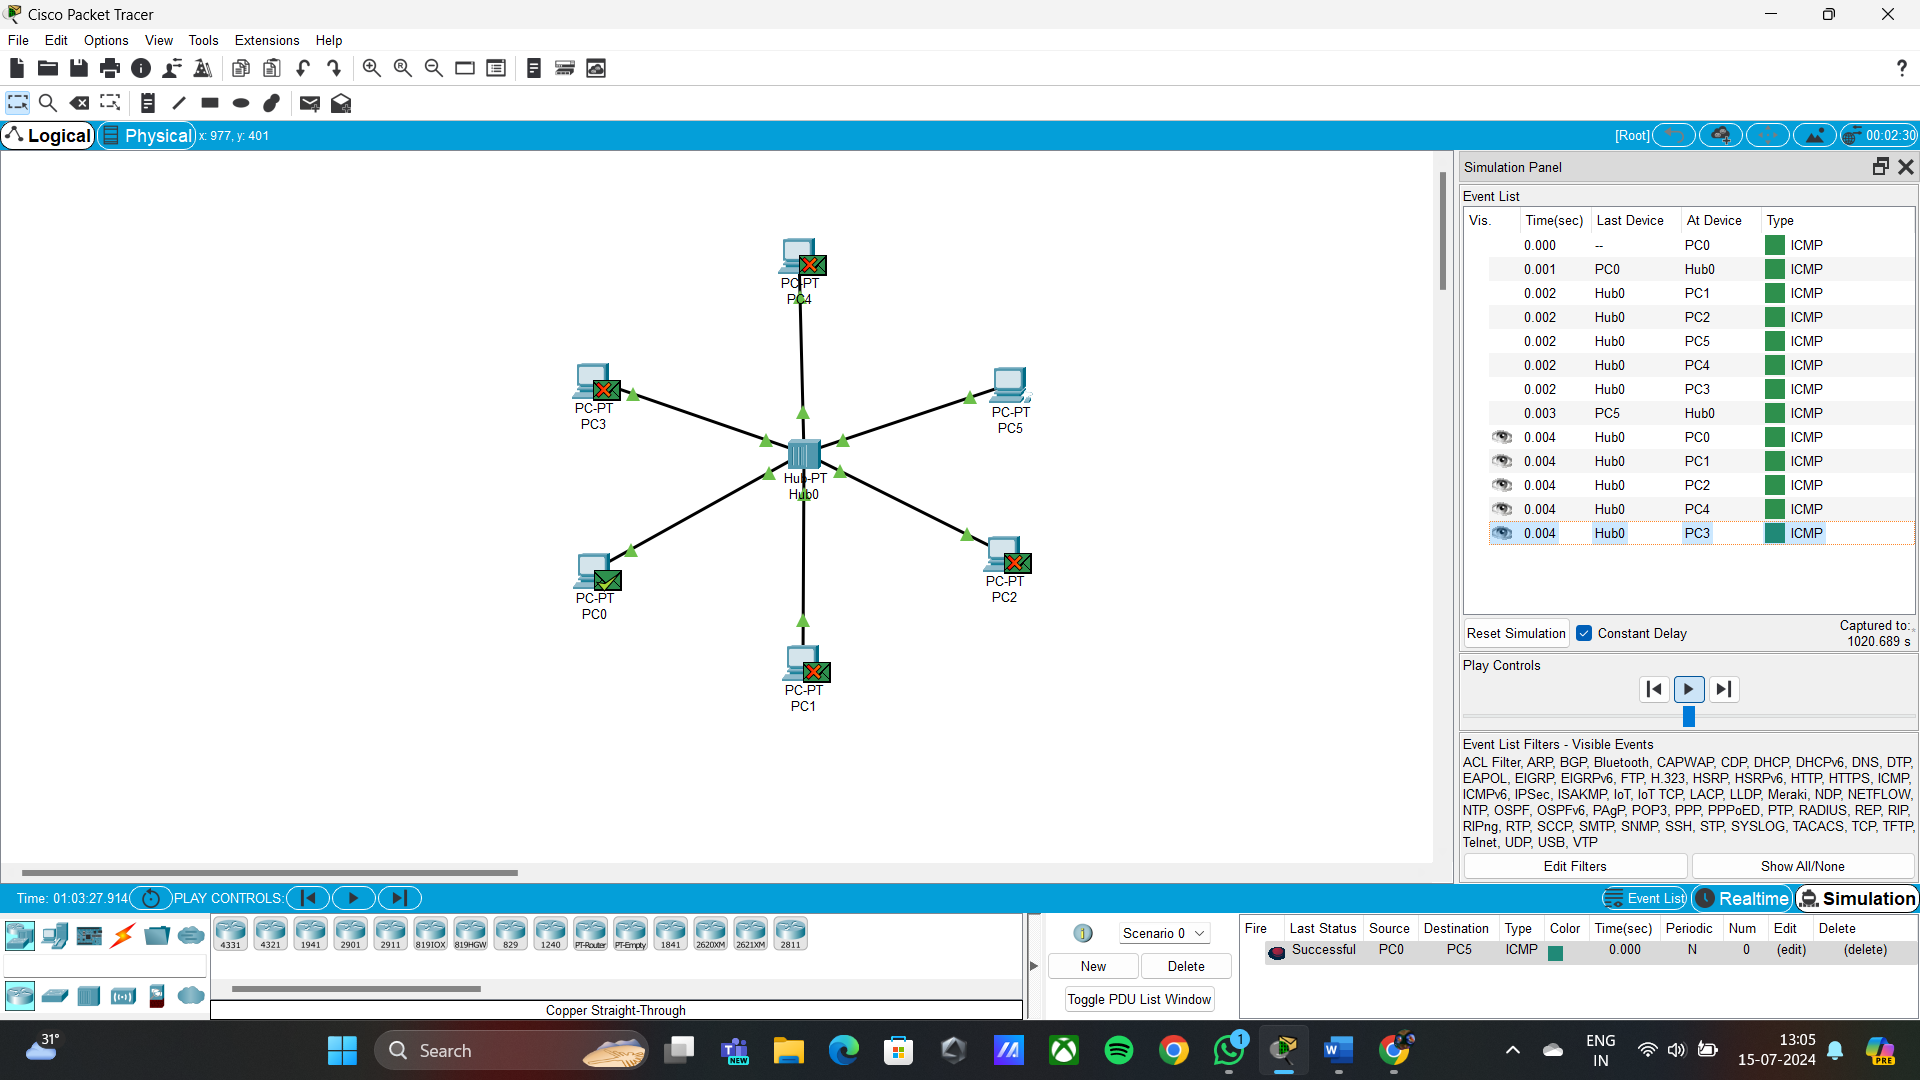 Cisco Packet Tracer
File Edit Options View Tools Extensions Help
Logical Physical x: 977, y: 401 [Root] 00:02:30
PC-PT
PC4
PC-PT
PC3
PC-PT
PC5
Hub-PT
Hub0
PC-PT
PC0
PC-PT
PC2
PC-PT
PC1
Simulation Panel
Event List
Vis. Time(sec) Last Device At Device Type
0.000 -- PC0 ICMP
0.001 PC0 Hub0 ICMP
0.002 Hub0 PC1 ICMP
0.002 Hub0 PC2 ICMP
0.002 Hub0 PC5 ICMP
0.002 Hub0 PC4 ICMP
0.002 Hub0 PC3 ICMP
0.003 PC5 Hub0 ICMP
0.004 Hub0 PC0 ICMP
0.004 Hub0 PC1 ICMP
0.004 Hub0 PC2 ICMP
0.004 Hub0 PC4 ICMP
0.004 Hub0 PC3 ICMP
Reset Simulation Constant Delay Captured to:
1020.689 s
Play Controls
Event List Filters - Visible Events
ACL Filter, ARP, BGP, Bluetooth, CAPWAP, CDP, DHCP, DHCPv6, DNS, DTP,
EAPOL, EIGRP, EIGRPv6, FTP, H.323, HSRP, HSRPv6, HTTP, HTTPS, ICMP,
ICMPv6, IPSec, ISAKMP, IoT, IoT TCP, LACP, LLDP, Meraki, NDP, NETFLOW,
NTP, OSPF, OSPFv6, PAgP, POP3, PPP, PPPoED, PTP, RADIUS, REP, RIP,
RIPng, RTP, SCCP, SMTP, SNMP, SSH, STP, SYSLOG, TACACS, TCP, TFTP,
Telnet, UDP, USB, VTP
Edit Filters Show All/None
Time: 01:03:27.914 PLAY CONTROLS: Event List Realtime Simulation
4331 4321 1941 2901 2911 819IOX 819HGW 829 1240 PT-Router PT-Empty 1841 2620XM 2621XM 2811
Copper Straight-Through
1 Scenario 0
New Delete
Toggle PDU List Window
Fire Last Status Source Destination Type Color Time(sec) Periodic Num Edit Delete
Successful PC0 PC5 ICMP 0.000 N 0 (edit) (delete)
31°
Search
NEW
1
ENG
IN
13:05
15-07-2024
PRE